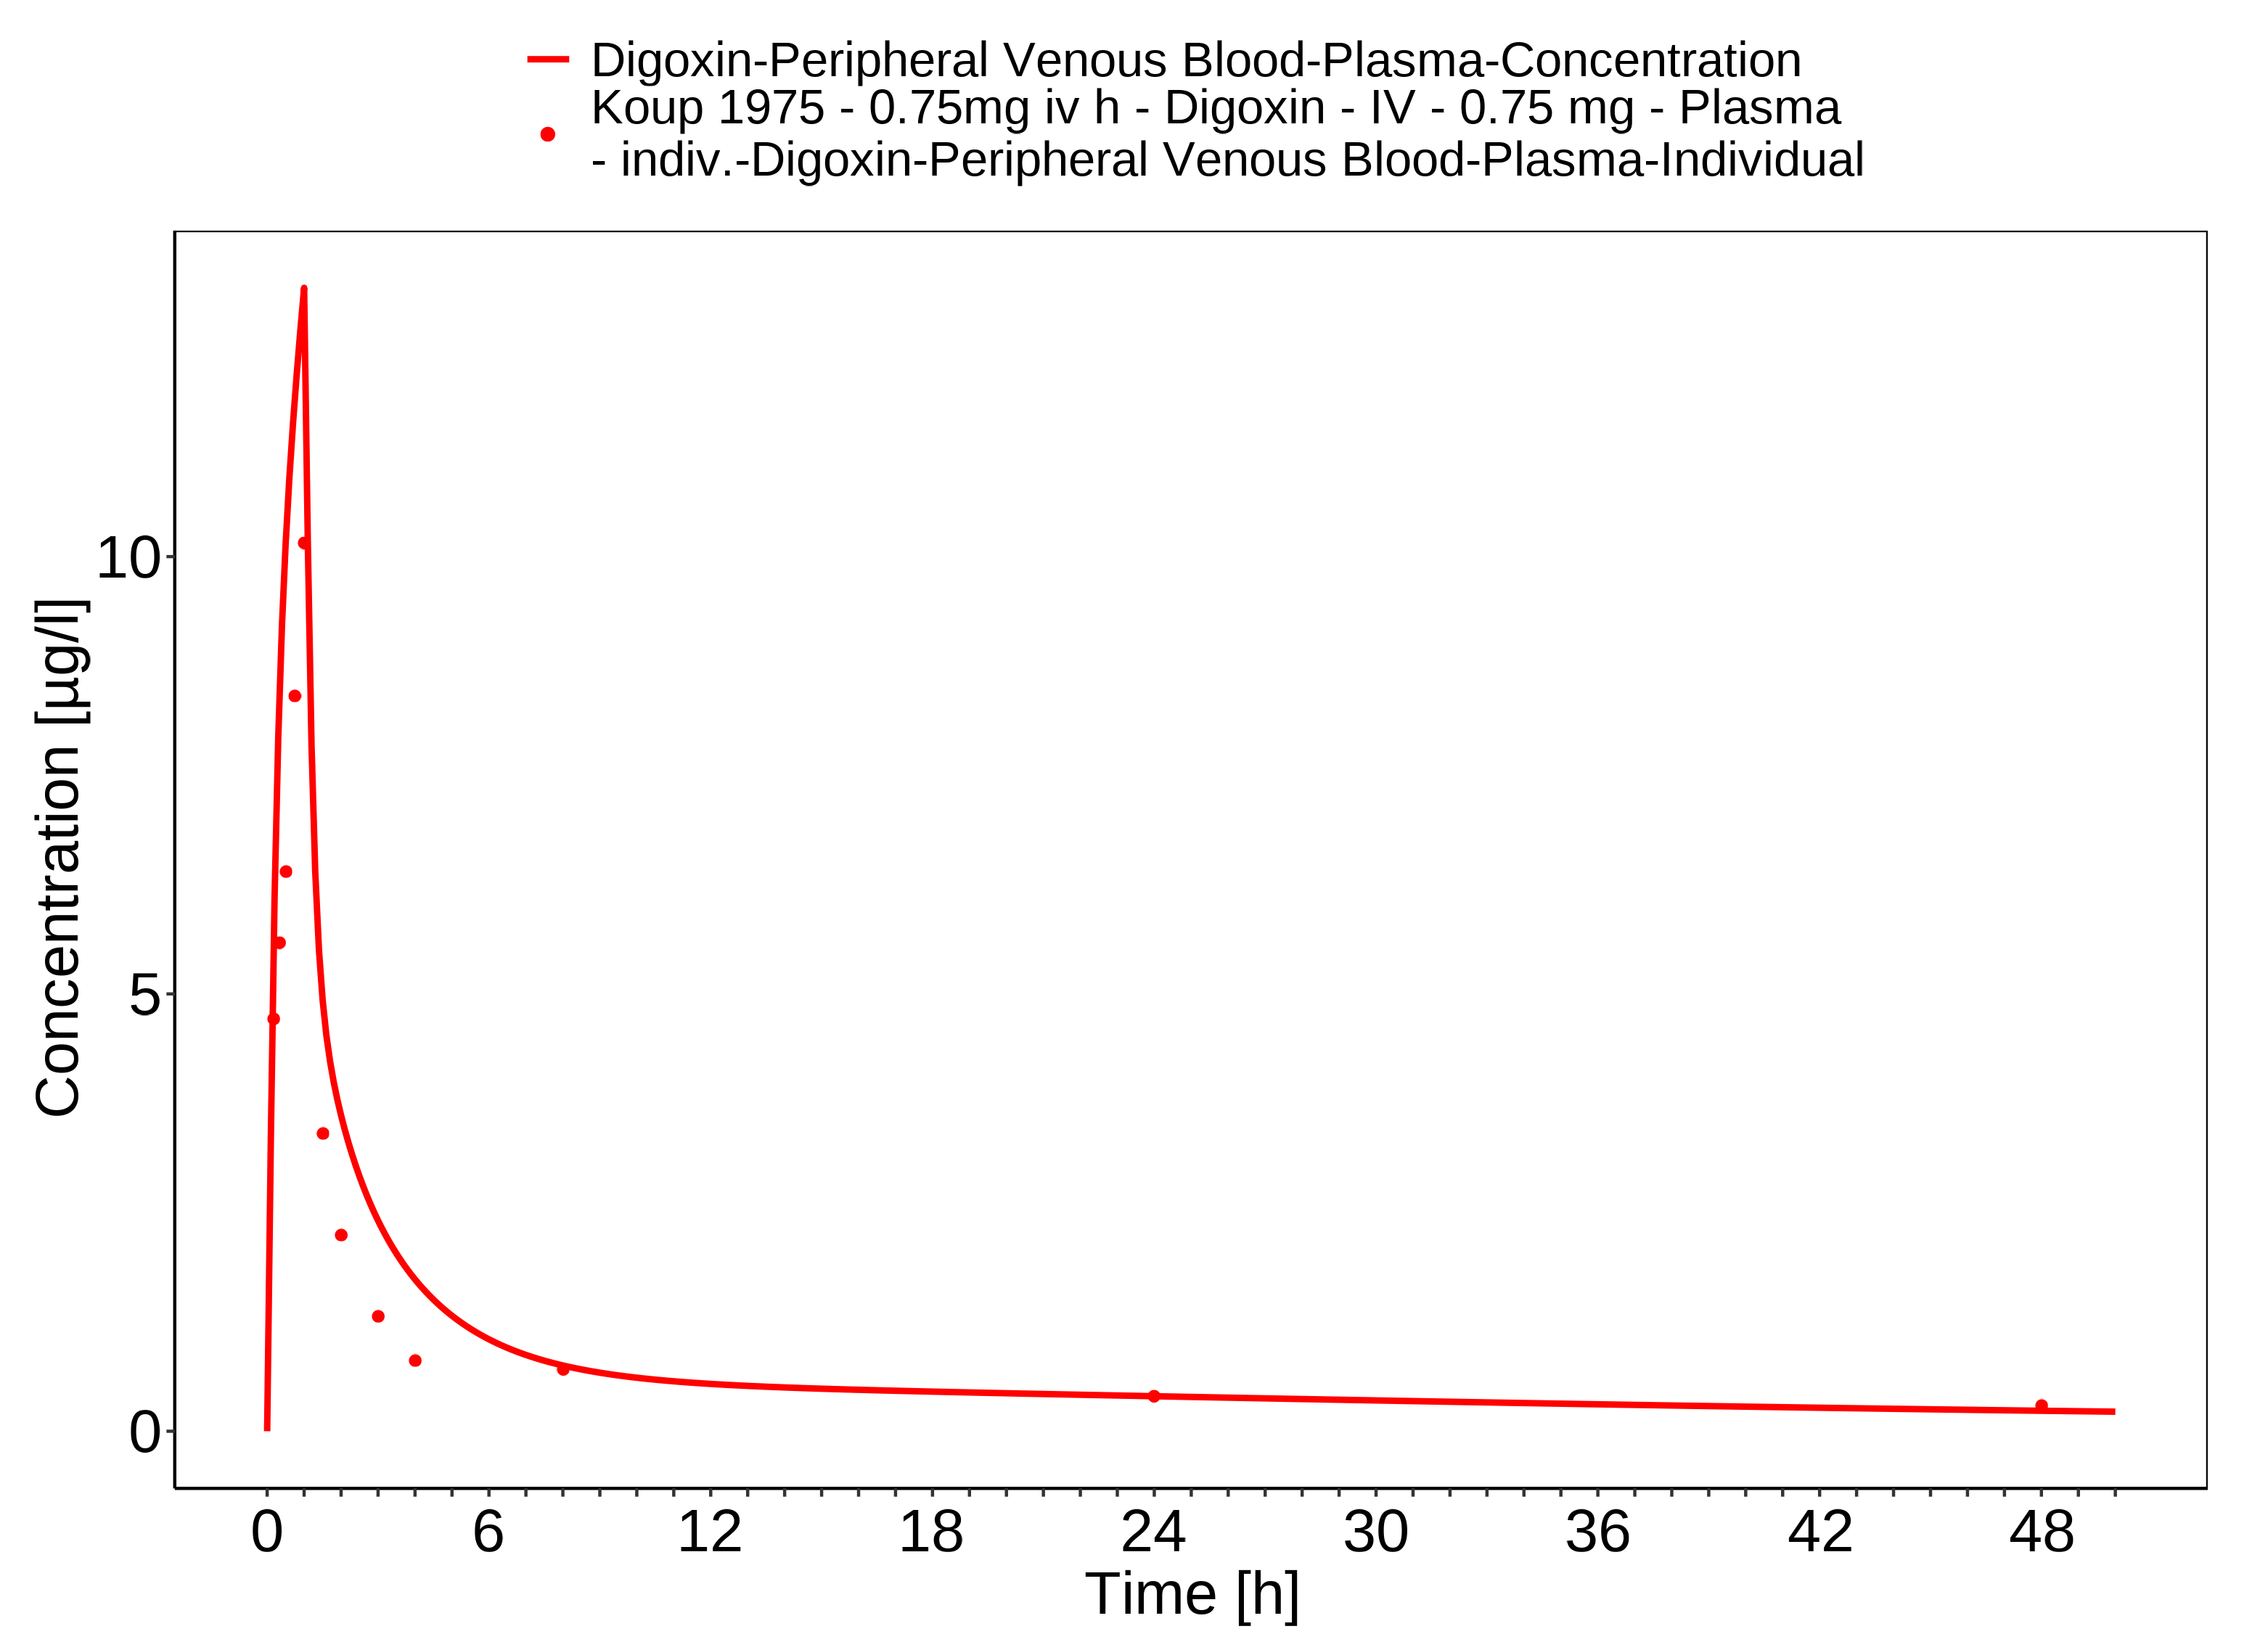 Digoxin-Peripheral Venous Blood-Plasma-Concentration
Koup 1975 - 0.75mg iv h - Digoxin - IV - 0.75 mg - Plasma
- indiv.-Digoxin-Peripheral Venous Blood-Plasma-Individual
10
5
0
Concentration [µg/l]
0 6 12 18 24 30 36 42 48
Time [h]